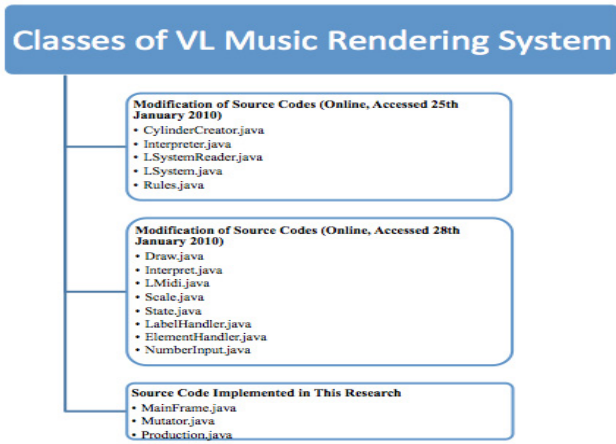 Classes of VL Music Rendering System
Modification of Source Codes (Online, Accessed 25th
January 2010)
• CylinderCreator.java
• Interpreter.java
• LSystemReader.java
• LSystem.java
• Rules.java
Modification of Source Codes (Online, Accessed 28th
January 2010)
• Draw.java
• Interpret.java
• LMidi.java
• Scale.java
• State.java
• LabelHandler.java
• ElementHandler.java
• NumberInput.java
Source Code Implemented in This Research
• MainFrame.java
• Mutator.java
• Production.java